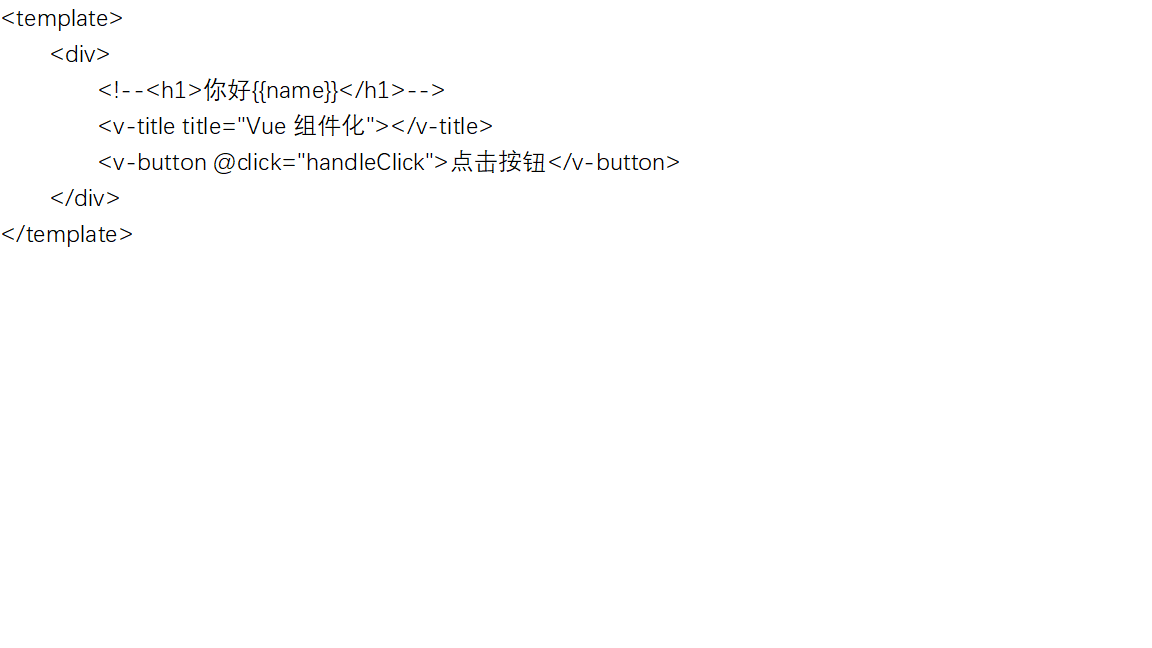 <template>
    <div>
        <!--<h1>你好{{name}}</h1>-->
        <v-title title="Vue 组件化"></v-title>
        <v-button @click="handleClick">点击按钮</v-button>
    </div>
</template>